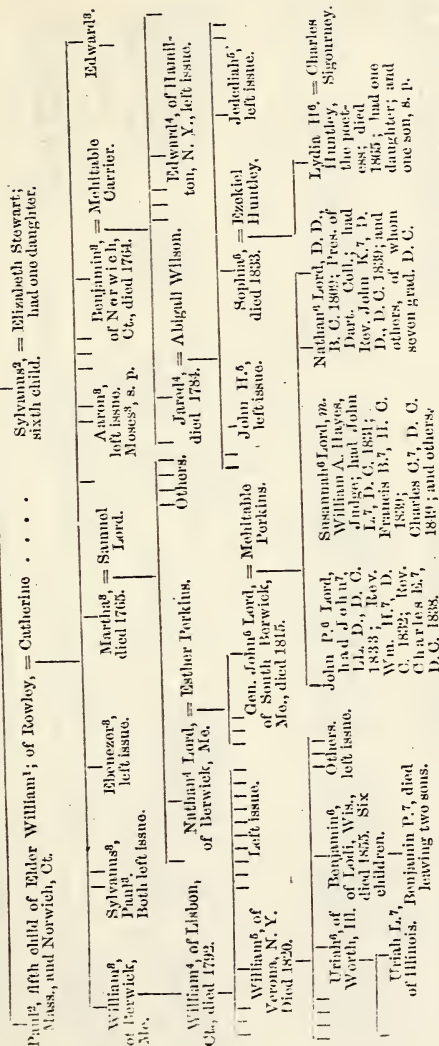 Paul², fifth child of Elder William¹; of Rowley, = Catherine . . . .
Mass., and Norwich, Ct.
Sylvanus², = Elizabeth Stewart;
sixth child. had one daughter.
William³,
of Berwick,
Me.
Sylvanus³,
Paul³,
Both left issue.
Ebenezer³,
left issue.
Martha³, = Samuel
died 1765. Lord.
Aaron³,
left issue.
Moses³, s. p.
Benjamin³, = Mehitable
of Norwich, Carrier.
Ct., died 1764.
Edward³.
William⁴, of Lisbon,
Ct., died 1792.
Nathan⁴ Lord, = Esther Perkins.
of Berwick, Me.
Others.
Jared⁴ = Abigail Wilson.
died 1784.
Edward⁴, of Hamil-
ton, N. Y., left issue.
William⁵, of
Verona, N. Y.
Died 1820.
Left issue.
Gen. John⁵ Lord, = Mehitable
of South Berwick, Perkins.
Me., died 1815.
John H.⁵,
left issue.
Sophia⁵, = Ezekiel
died 1833. Huntley.
Jedediah⁵,
left issue.
Uriah⁶, of
Worth, Ill.
Benjamin⁶,
of Lodi, Wis.,
died 1855. Six
children.
Others.
left issue.
John P.⁶ Lord,
had John⁷,
LL. D., D. C.
1833; Rev.
Wm. H.⁷, D.
C. 1832; Rev.
Charles E.⁷,
D. C. 1838.
Susannah⁶ Lord, m.
William A. Hayes,
Judge; had John
L.⁷, D. C. 1831;
Francis B.⁷, H. C.
1839;
Charles C.⁷, D. C.
1849; and others.
Nathan⁶ Lord, D. D.,
B. C. 1809; Pres. of
Dart. Coll.; had
Rev. John K.⁷, D.
D., D. C. 1839; and
others, of whom
seven grad. D. C.
Lydia H⁶. = Charles
Huntley, Sigourney.
the poet-
ess; died
1865; had one
daughter; and
one son, s. p.
Uriah L.⁷,
of Illinois.
Benjamin P.⁷, died
leaving two sons.